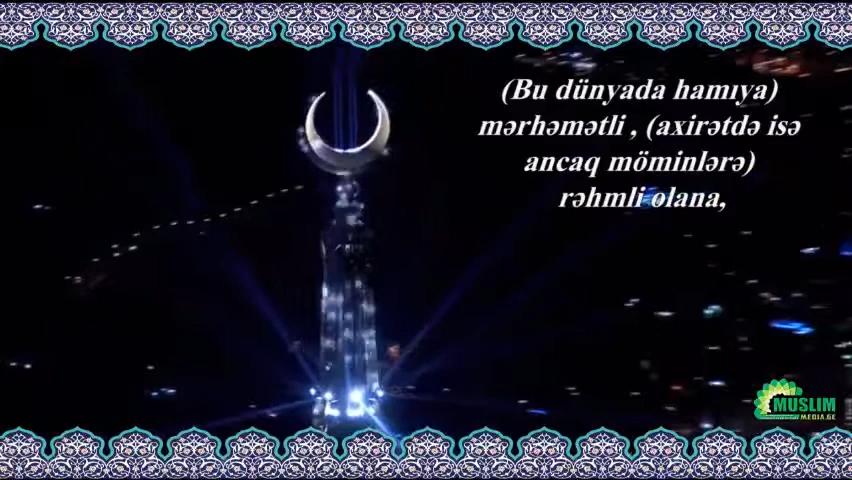 (Bu dünyada hamıya)
mərhəmətli , (axirətdə isə
ancaq möminlərə)
rəhmli olana,
MUSLIM
MEDIA.GE